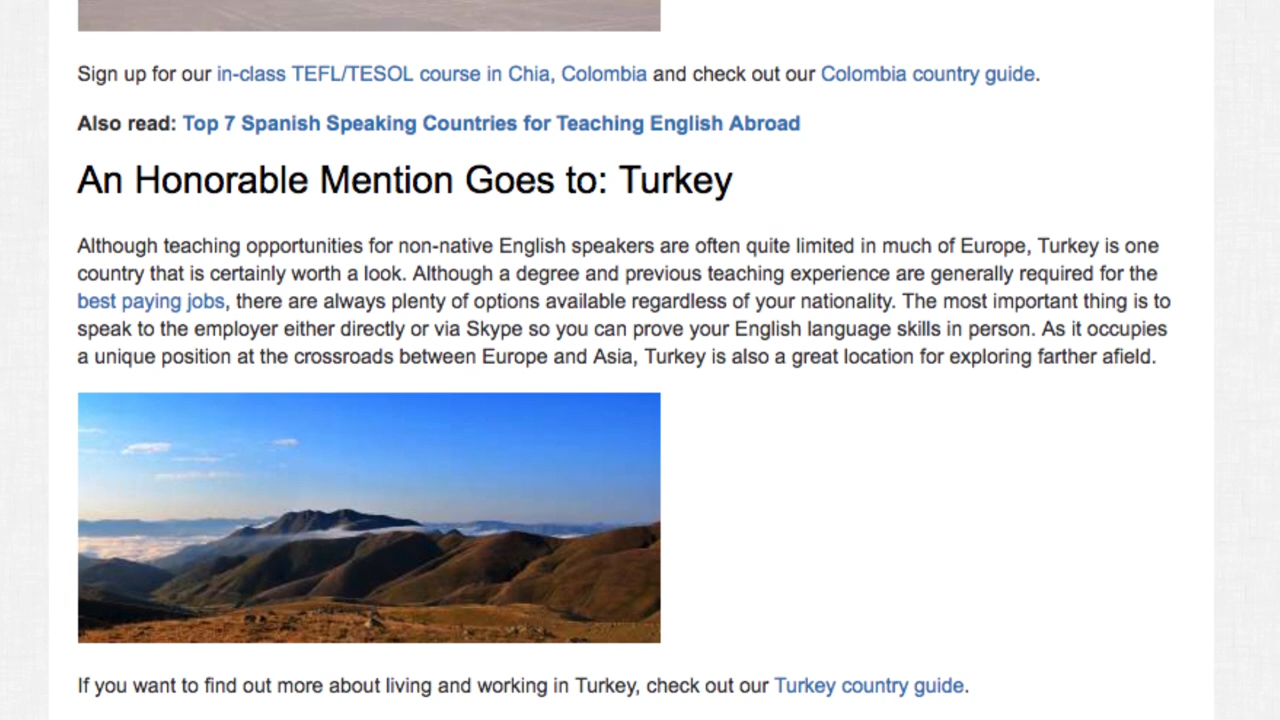 Sign up for our in-class TEFL/TESOL course in Chia, Colombia and check out our Colombia country guide.
Also read: Top 7 Spanish Speaking Countries for Teaching English Abroad
An Honorable Mention Goes to: Turkey
Although teaching opportunities for non-native English speakers are often quite limited in much of Europe, Turkey is one
country that is certainly worth a look. Although a degree and previous teaching experience are generally required for the
best paying jobs, there are always plenty of options available regardless of your nationality. The most important thing is to
speak to the employer either directly or via Skype so you can prove your English language skills in person. As it occupies
a unique position at the crossroads between Europe and Asia, Turkey is also a great location for exploring farther afield.
If you want to find out more about living and working in Turkey, check out our Turkey country guide.